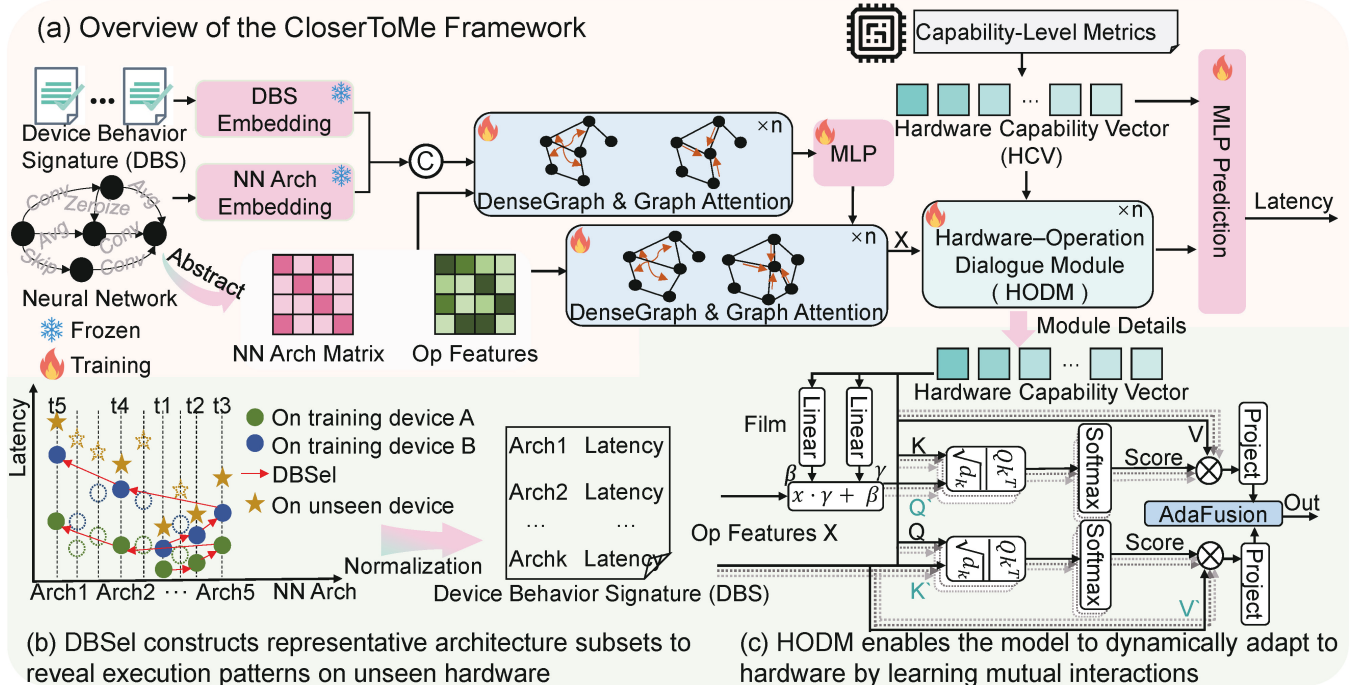 (a) Overview of the CloserToMe Framework
Capability-Level Metrics
Device Behavior
Signature (DBS)
DBS
Embedding
NN Arch
Embedding
C
×n
DenseGraph & Graph Attention
MLP
Hardware Capability Vector
(HCV)
MLP Prediction
Latency
Conv
Avg
Zeroize
Avg
Conv
Skip
Conv
Neural Network
Abstract
NN Arch Matrix
Op Features
×n
DenseGraph & Graph Attention
X
×n
Hardware–Operation
Dialogue Module
( HODM )
Frozen
Training
Module Details
Latency
t5
t4
t1
t2
t3
On training device A
On training device B
DBSel
On unseen device
Arch1
Arch2
...
Arch5
NN Arch
Normalization
Arch1 Latency
Arch2 Latency
... ...
Archk Latency
Device Behavior Signature (DBS)
Hardware Capability Vector
Film
Linear
Linear
β
γ
x · γ + β
Op Features X
K
Q
Q
K`
Qkᵀ
√dₖ
Qkᵀ
√dₖ
Softmax
Softmax
Score
Score
V
V`
Project
Project
AdaFusion
Out
(b) DBSel constructs representative architecture subsets to
reveal execution patterns on unseen hardware
(c) HODM enables the model to dynamically adapt to
hardware by learning mutual interactions